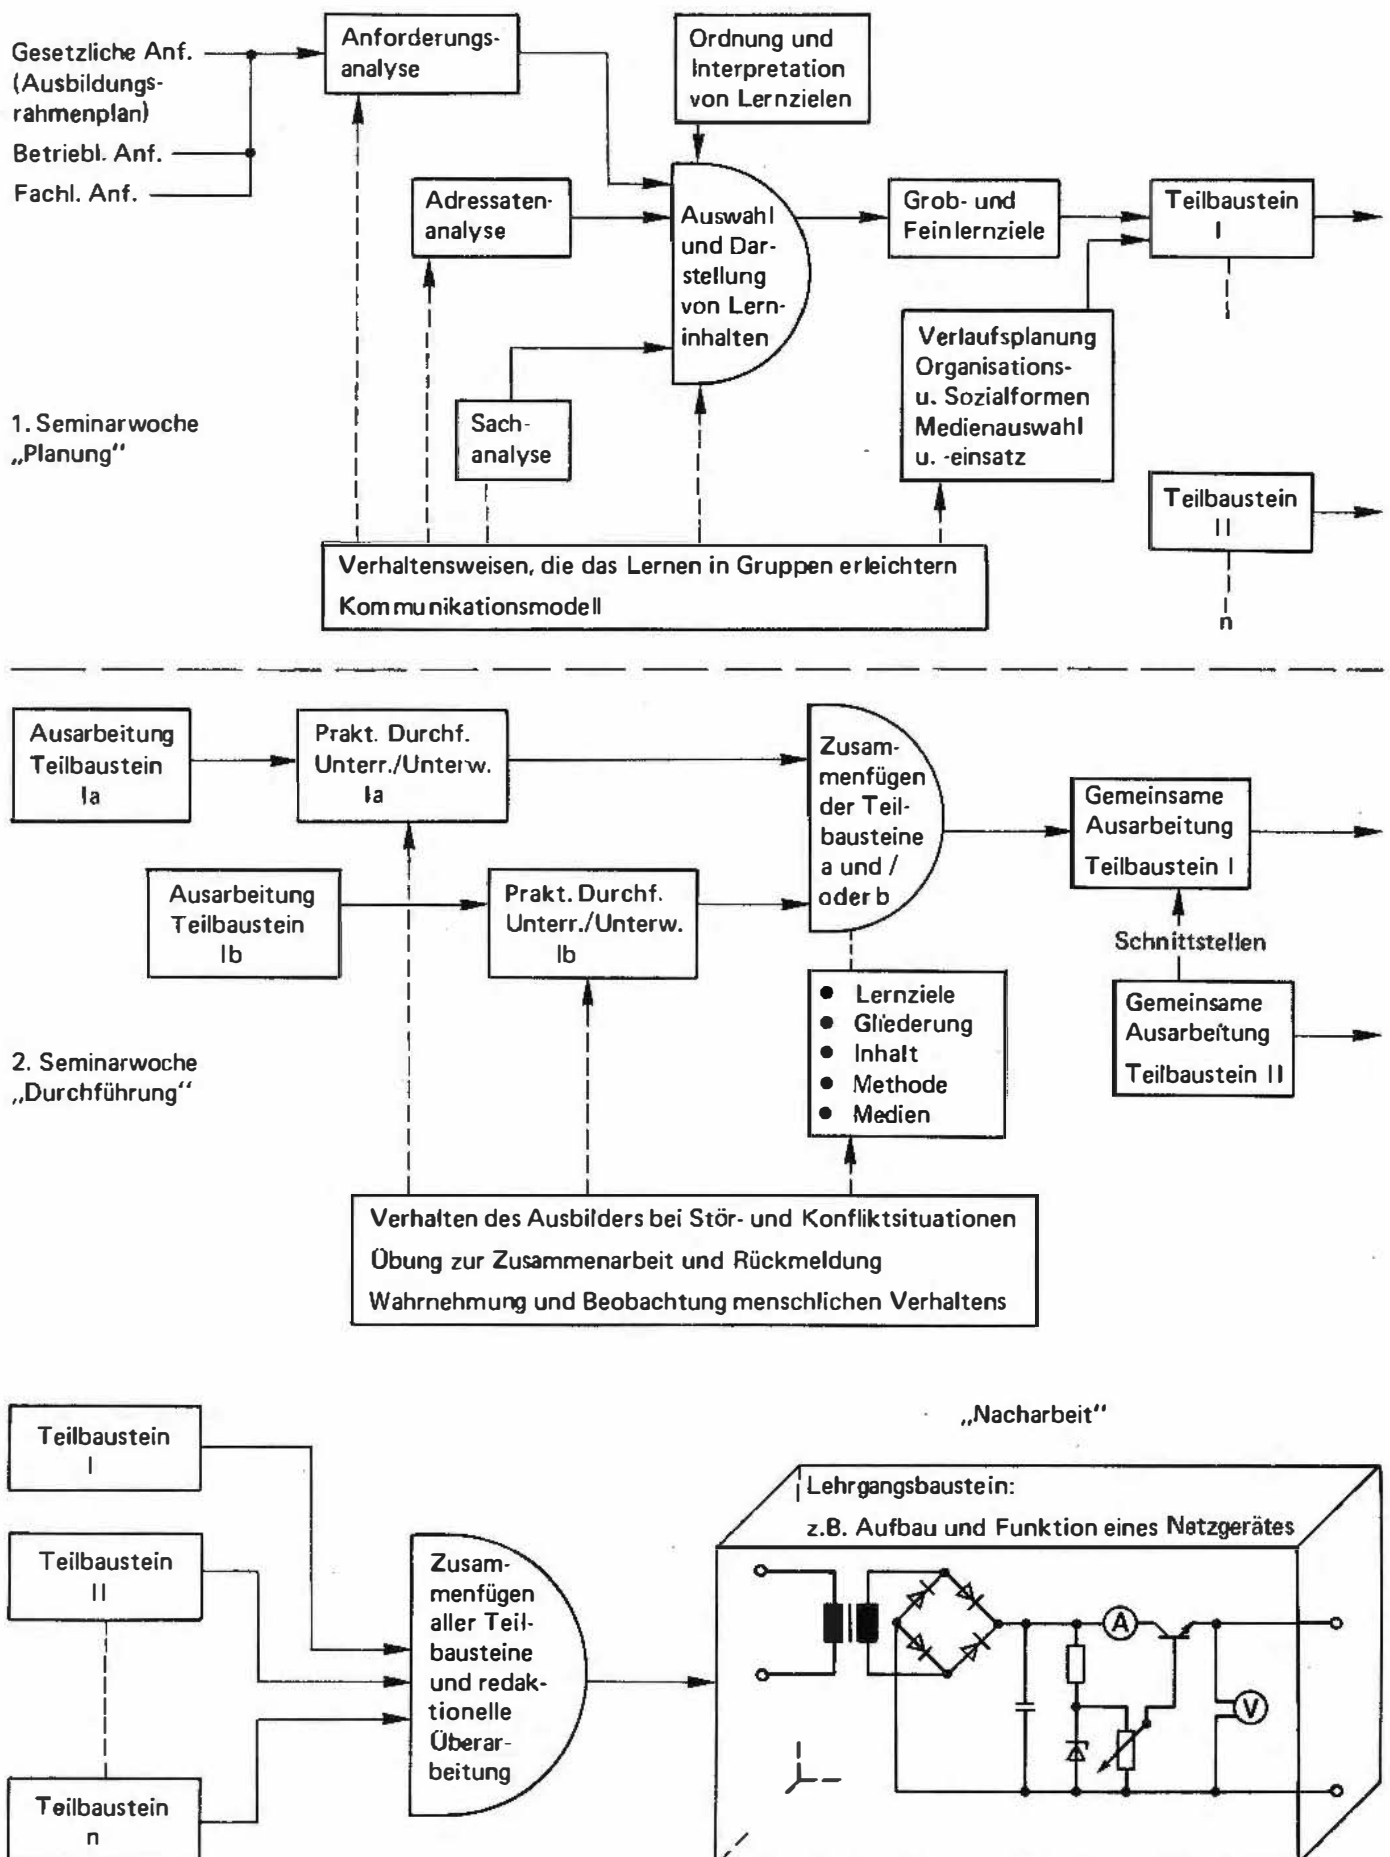 Gesetzliche Anf.
(Ausbildungs-
rahmenplan)
Betriebl. Anf.
Fachl. Anf.
Anforderungs-
analyse
Ordnung und
Interpretation
von Lernzielen
Adressaten-
analyse
Auswahl
und Dar-
stellung
von Lern-
inhalten
Grob- und
Feinlernziele
Teilbaustein
I
Verlaufsplanung
Organisations-
u. Sozialformen
Medienauswahl
u. -einsatz
Sach-
analyse
1. Seminarwoche
„Planung“
Teilbaustein
II
n
Verhaltensweisen, die das Lernen in Gruppen erleichtern
Kommunikationsmodell
Ausarbeitung
Teilbaustein
Ia
Prakt. Durchf.
Unterr./Unterw.
Ia
Zusam-
menfügen
der Teil-
bausteine
a und /
oder b
Gemeinsame
Ausarbeitung
Teilbaustein I
Ausarbeitung
Teilbaustein
Ib
Prakt. Durchf.
Unterr./Unterw.
Ib
Schnittstellen
● Lernziele
● Gliederung
● Inhalt
● Methode
● Medien
Gemeinsame
Ausarbeitung
Teilbaustein II
2. Seminarwoche
„Durchführung“
Verhalten des Ausbilders bei Stör- und Konfliktsituationen
Übung zur Zusammenarbeit und Rückmeldung
Wahrnehmung und Beobachtung menschlichen Verhaltens
„Nacharbeit“
Teilbaustein
I
Teilbaustein
II
Teilbaustein
n
Zusam-
menfügen
aller Teil-
bausteine
und redak-
tionelle
Überar-
beitung
Lehrgangsbaustein:
z.B. Aufbau und Funktion eines Netzgerätes
A
V